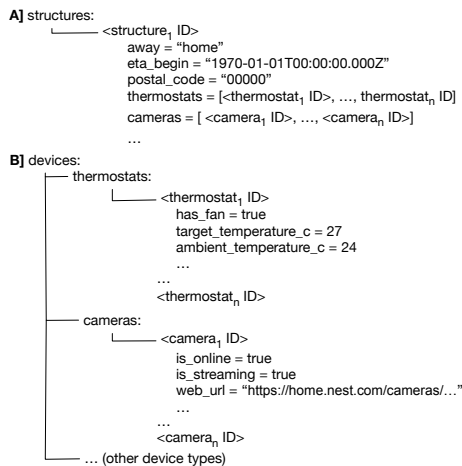 A] structures:
<structure1 ID>
away = “home”
eta_begin = “1970-01-01T00:00:00.000Z”
postal_code = “00000”
thermostats = [<thermostat1 ID>, …, thermostatn ID]
cameras = [ <camera1 ID>, …, <cameran ID>]
…
B] devices:
thermostats:
<thermostat1 ID>
has_fan = true
target_temperature_c = 27
ambient_temperature_c = 24
…
…
<thermostatn ID>
cameras:
<camera1 ID>
is_online = true
is_streaming = true
web_url = “https://home.nest.com/cameras/…”
…
…
<cameran ID>
… (other device types)